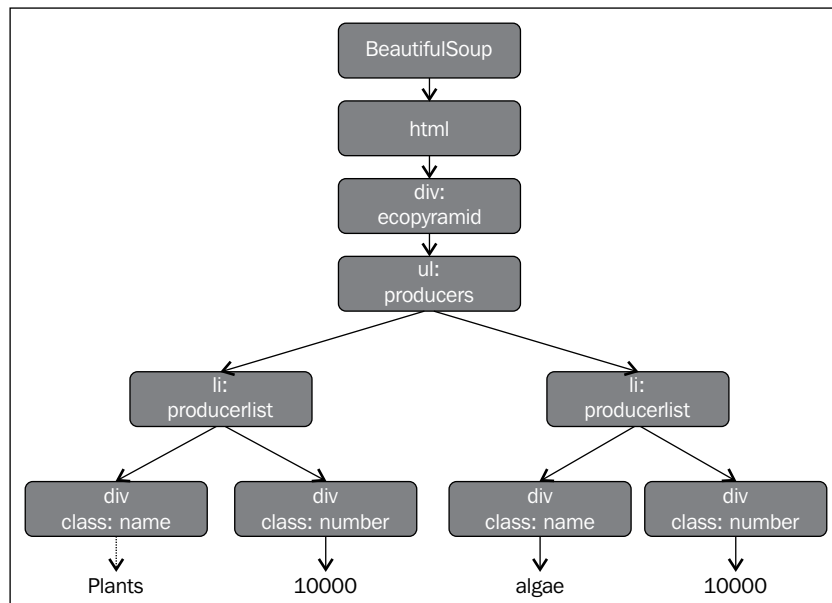 BeautifulSoup
html
div:
ecopyramid
ul:
producers
li:
producerlist
li:
producerlist
div
class: name
div
class: number
div
class: name
div
class: number
Plants
10000
algae
10000